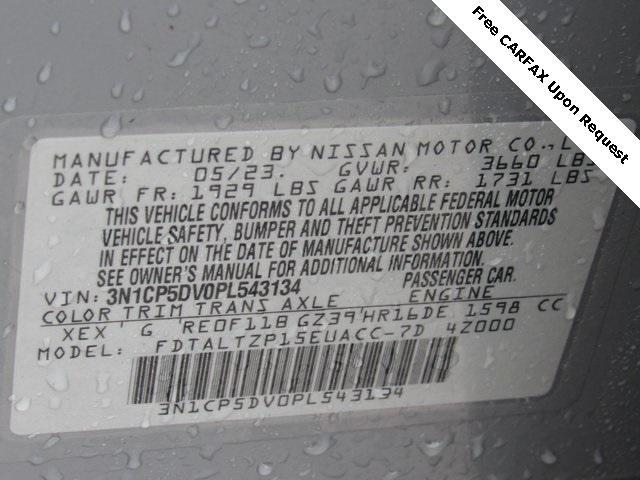 Free CARFAX Upon Request
MANUFACTURED BY NISSAN MOTOR CO., L
DATE: 05/23. GVWR: 3660 LBS
GAWR FR: 1929 LBS GAWR RR: 1731 LBS
THIS VEHICLE CONFORMS TO ALL APPLICABLE FEDERAL MOTOR
VEHICLE SAFETY, BUMPER AND THEFT PREVENTION STANDARDS
IN EFFECT ON THE DATE OF MANUFACTURE SHOWN ABOVE.
SEE OWNER'S MANUAL FOR ADDITIONAL INFORMATION.
VIN: 3N1CP5DV0PL543134 PASSENGER CAR.
COLOR TRIM TRANS AXLE ENGINE
XEX G RE0F11B GZ39 HR16DE 1598 CC
MODEL: FDTALTZP15EUACC-7D 4Z000
3N1CP5DV0PL543134